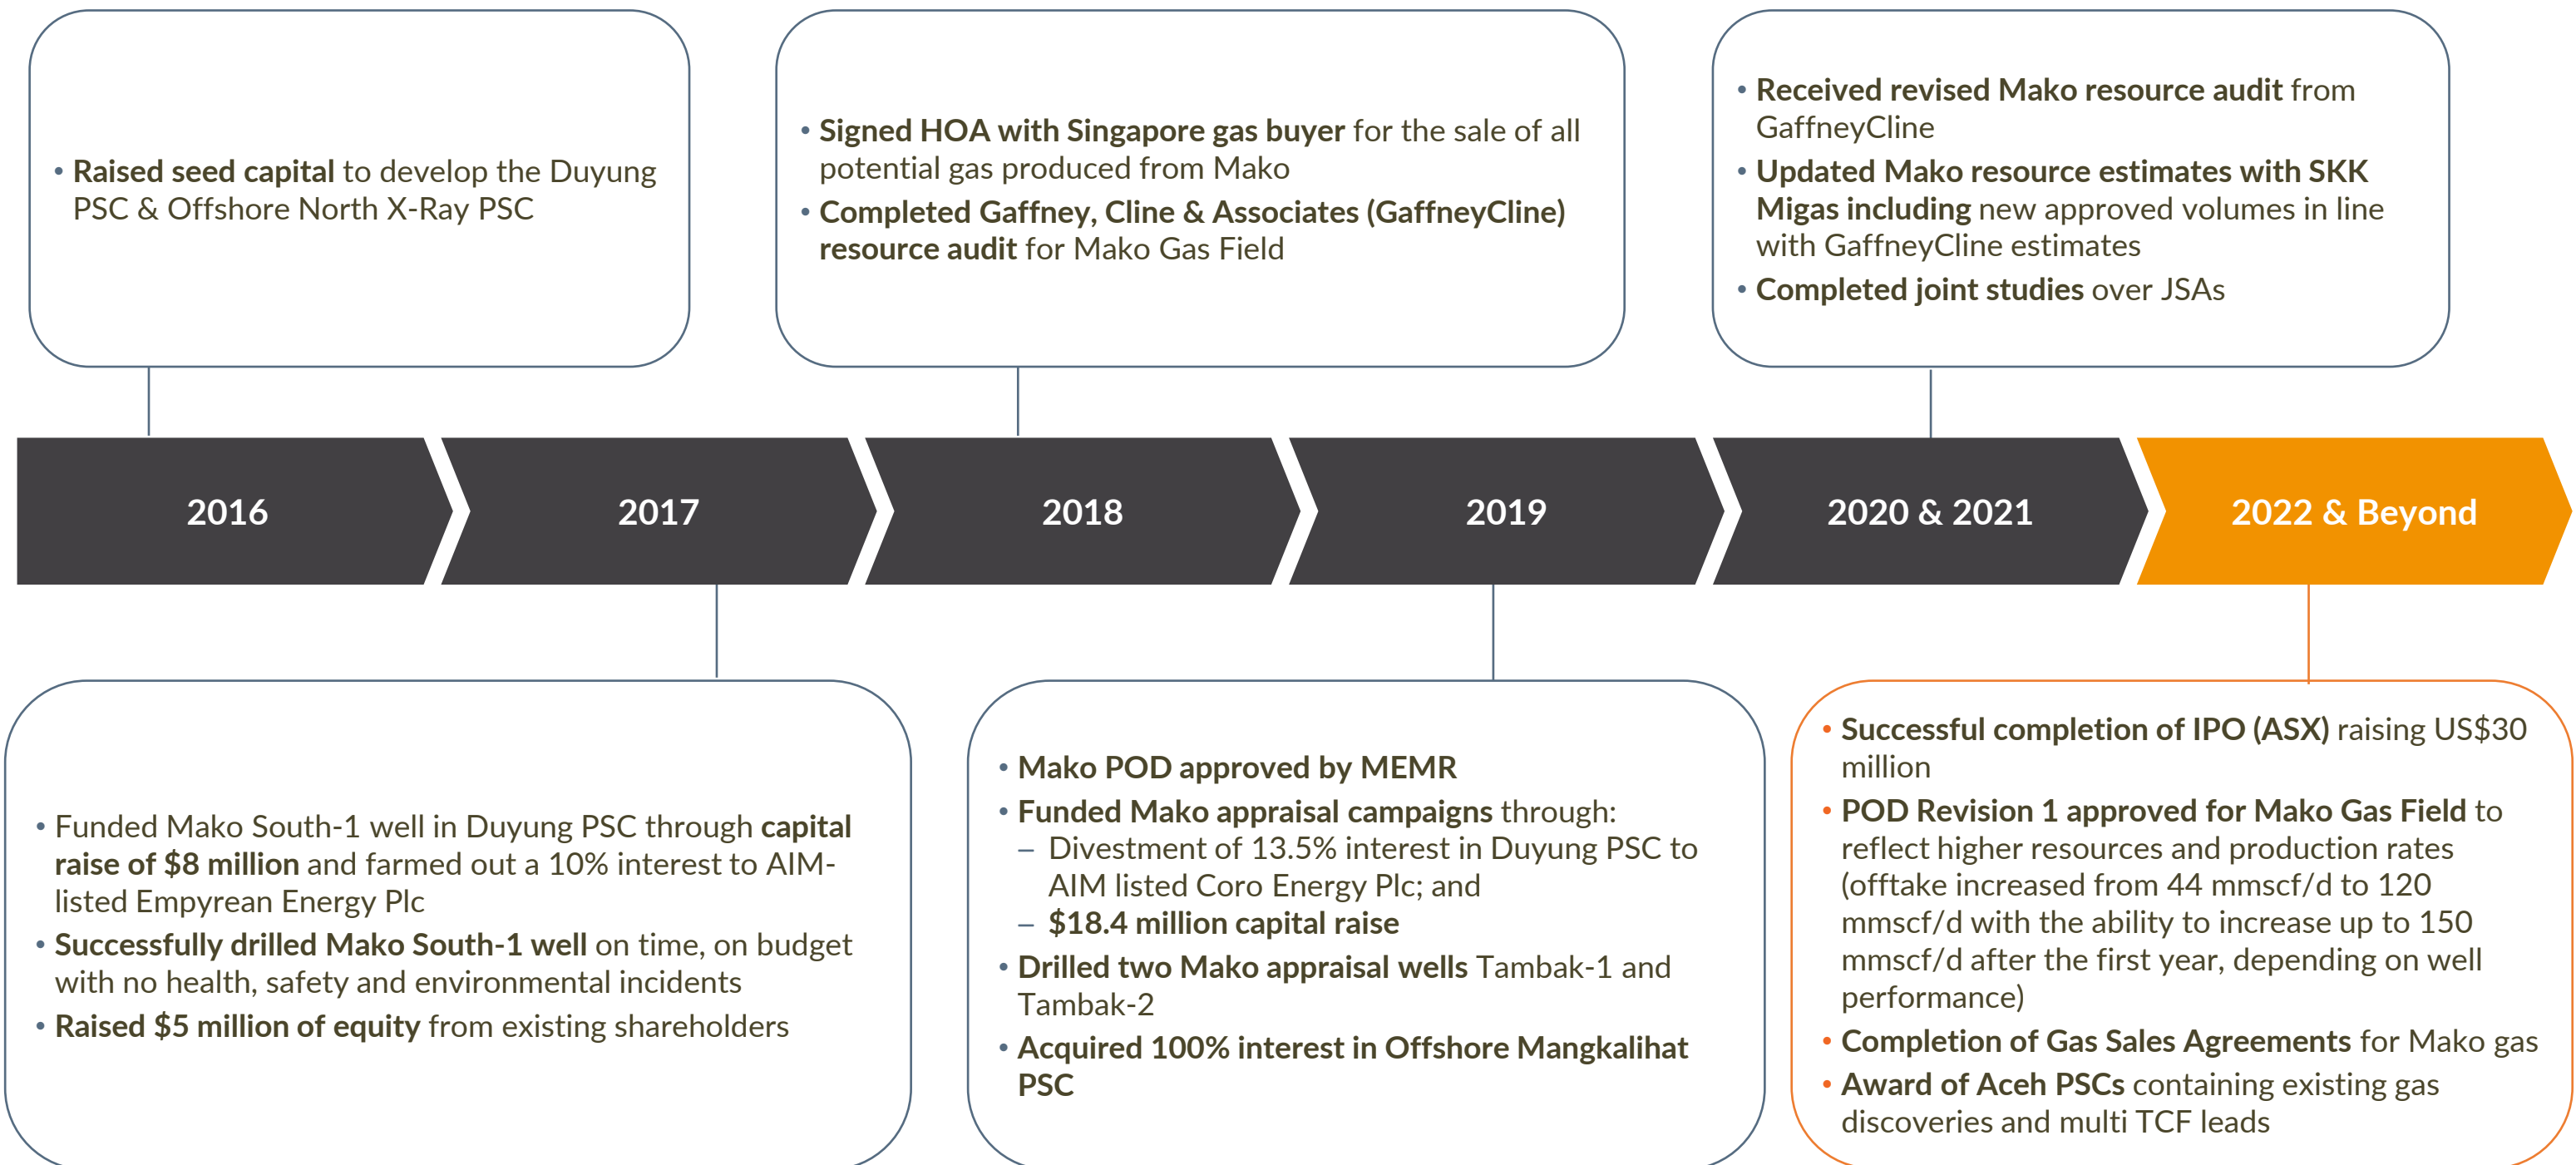 • Raised seed capital to develop the Duyung
PSC & Offshore North X-Ray PSC
• Signed HOA with Singapore gas buyer for the sale of all
potential gas produced from Mako
• Completed Gaffney, Cline & Associates (GaffneyCline)
resource audit for Mako Gas Field
• Received revised Mako resource audit from
GaffneyCline
• Updated Mako resource estimates with SKK
Migas including new approved volumes in line
with GaffneyCline estimates
• Completed joint studies over JSAs
2016
2017
2018
2019
2020 & 2021
2022 & Beyond
• Funded Mako South-1 well in Duyung PSC through capital
raise of $8 million and farmed out a 10% interest to AIM-
listed Empyrean Energy Plc
• Successfully drilled Mako South-1 well on time, on budget
with no health, safety and environmental incidents
• Raised $5 million of equity from existing shareholders
• Mako POD approved by MEMR
• Funded Mako appraisal campaigns through:
– Divestment of 13.5% interest in Duyung PSC to
AIM listed Coro Energy Plc; and
– $18.4 million capital raise
• Drilled two Mako appraisal wells Tambak-1 and
Tambak-2
• Acquired 100% interest in Offshore Mangkalihat
PSC
• Successful completion of IPO (ASX) raising US$30
million
• POD Revision 1 approved for Mako Gas Field to
reflect higher resources and production rates
(offtake increased from 44 mmscf/d to 120
mmscf/d with the ability to increase up to 150
mmscf/d after the first year, depending on well
performance)
• Completion of Gas Sales Agreements for Mako gas
• Award of Aceh PSCs containing existing gas
discoveries and multi TCF leads